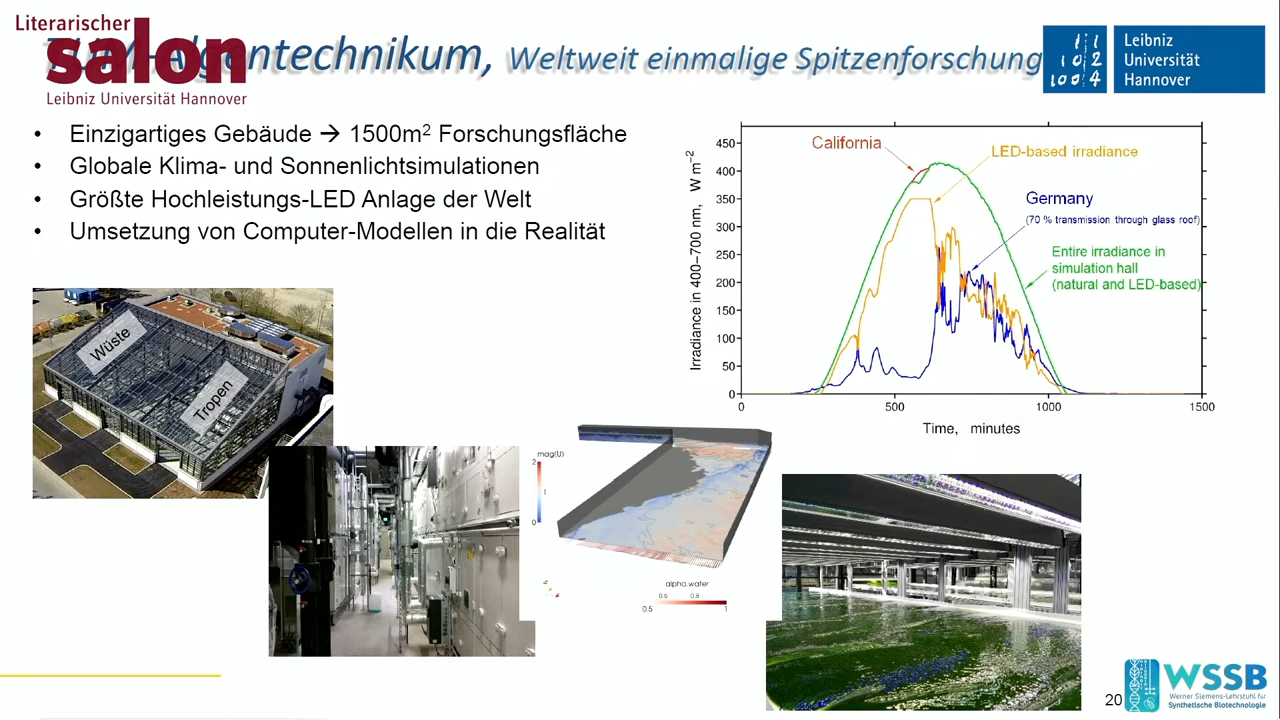 Literarischer
salon
Leibniz Universität Hannover
Algentechnikum, Weltweit einmalige Spitzenforschung
Leibniz
Universität
Hannover
• Einzigartiges Gebäude → 1500m² Forschungsfläche
• Globale Klima- und Sonnenlichtsimulationen
• Größte Hochleistungs-LED Anlage der Welt
• Umsetzung von Computer-Modellen in die Realität
Wüste
Tropen
Irradiance in 400–700 nm, W m⁻²
450
400
350
300
250
200
150
100
50
0
0 500 1000 1500
Time, minutes
California
LED-based irradiance
Germany
(70 % transmission through glass roof)
Entire irradiance in
simulation hall
(natural and LED-based)
mag(U)
2
1
0
alpha.water
0.6 0.8
0.5 1
20
WSSB
Werner Siemens-Lehrstuhl für
Synthetische Biotechnologie